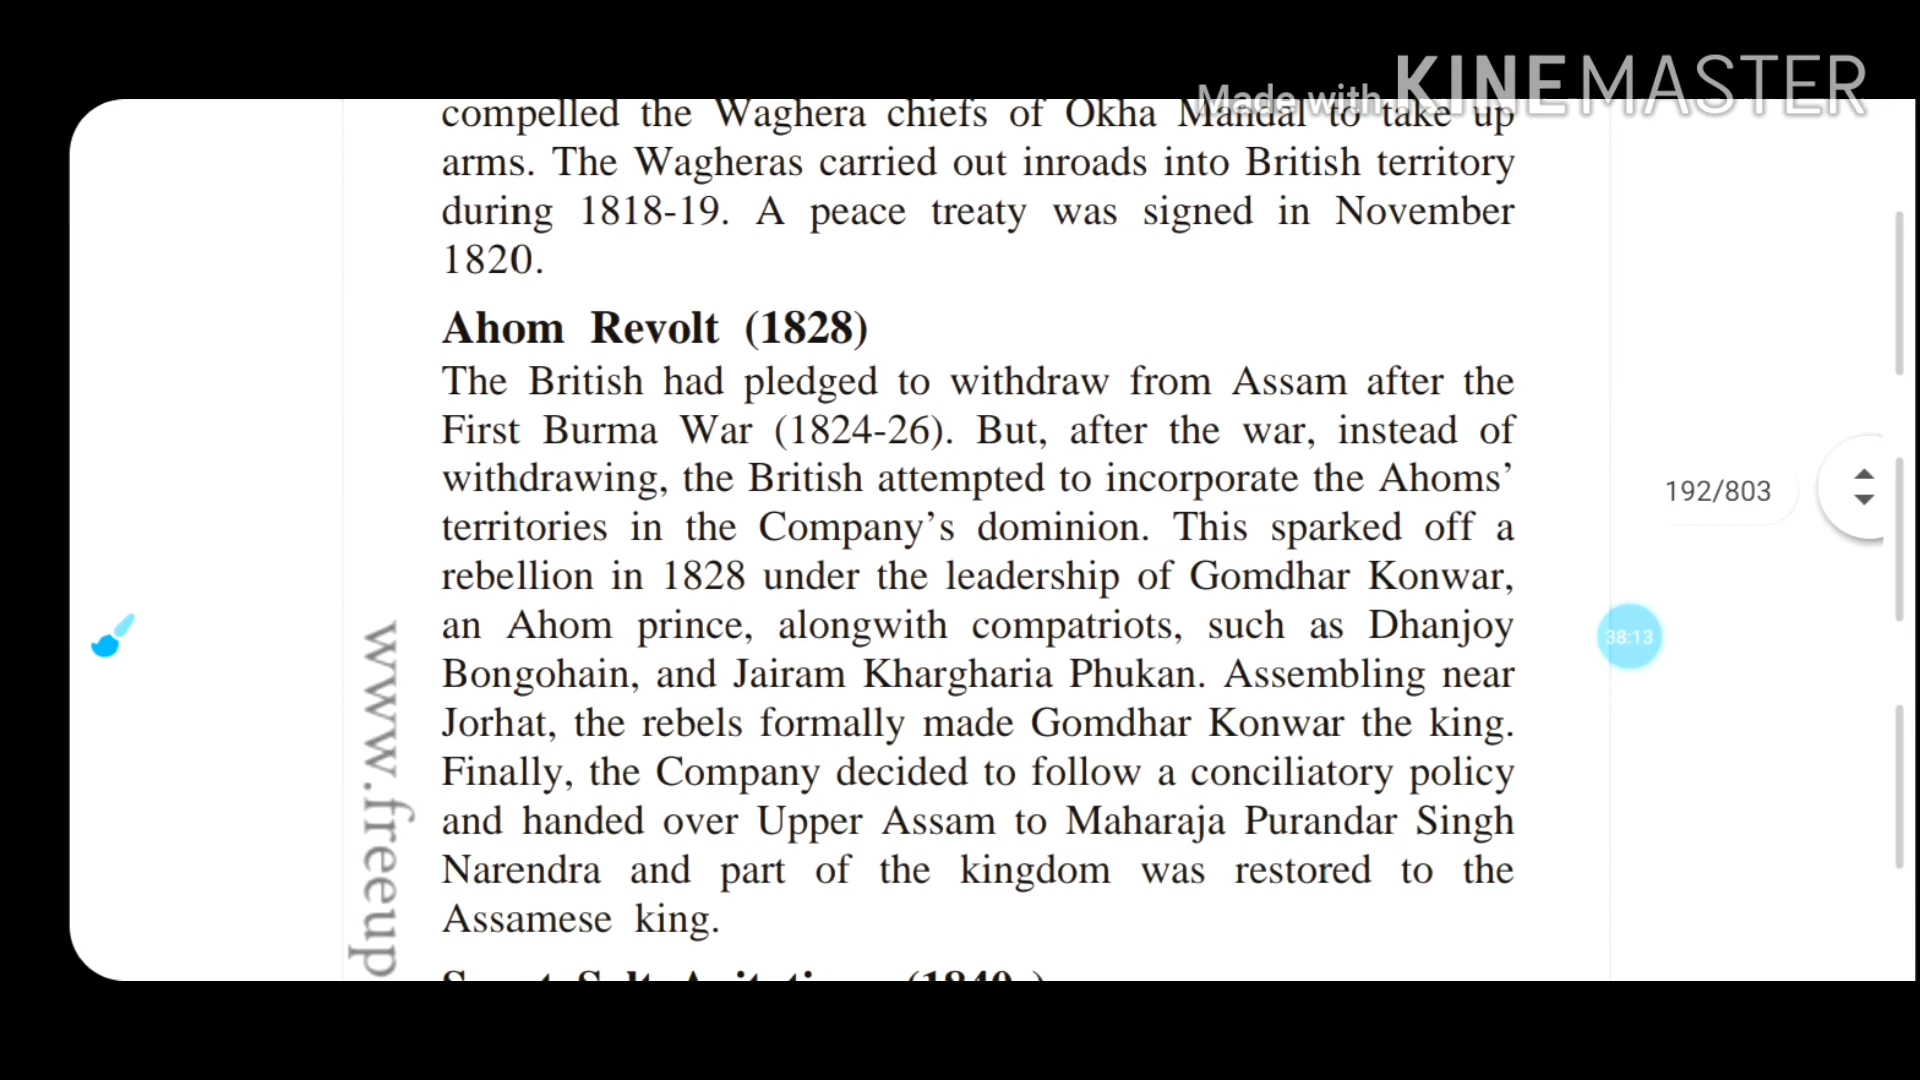 Made with KINEMASTER
compelled the Waghera chiefs of Okha Mandal to take up
arms. The Wagheras carried out inroads into British territory
during 1818-19. A peace treaty was signed in November
1820.
Ahom Revolt (1828)
The British had pledged to withdraw from Assam after the
First Burma War (1824-26). But, after the war, instead of
withdrawing, the British attempted to incorporate the Ahoms’
territories in the Company’s dominion. This sparked off a
rebellion in 1828 under the leadership of Gomdhar Konwar,
an Ahom prince, alongwith compatriots, such as Dhanjoy
Bongohain, and Jairam Khargharia Phukan. Assembling near
Jorhat, the rebels formally made Gomdhar Konwar the king.
Finally, the Company decided to follow a conciliatory policy
and handed over Upper Assam to Maharaja Purandar Singh
Narendra and part of the kingdom was restored to the
Assamese king.
192/803
38:13
www.freeup